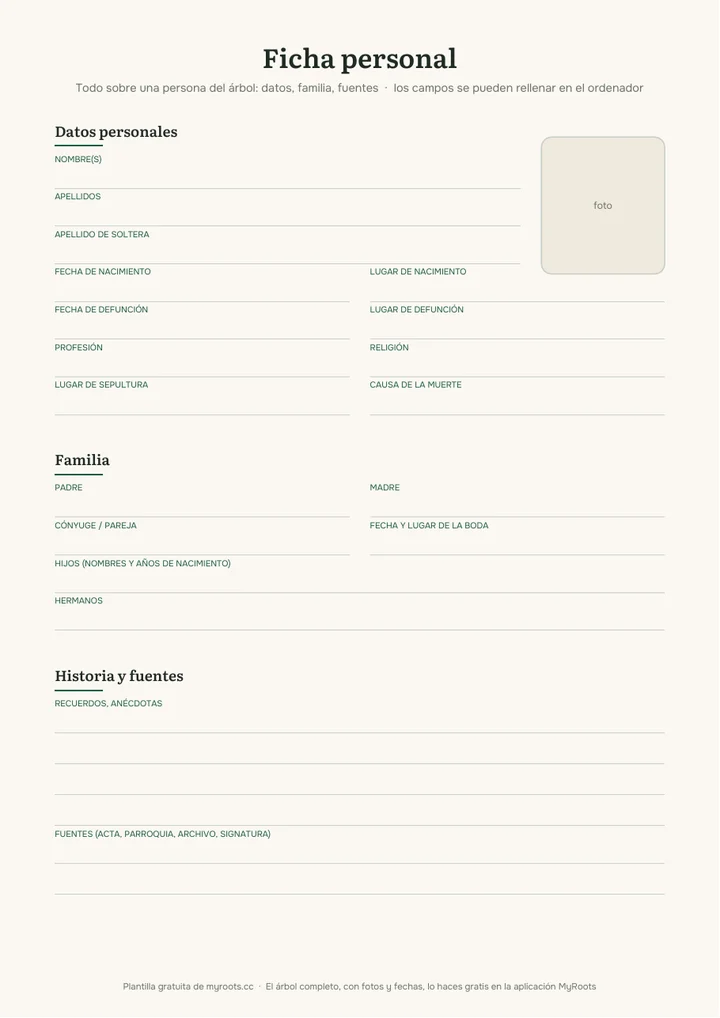 Ficha personal
Todo sobre una persona del árbol: datos, familia, fuentes · los campos se pueden rellenar en el ordenador
Datos personales
NOMBRE(S)
foto
APELLIDOS
APELLIDO DE SOLTERA
FECHA DE NACIMIENTO
LUGAR DE NACIMIENTO
FECHA DE DEFUNCIÓN
LUGAR DE DEFUNCIÓN
PROFESIÓN
RELIGIÓN
LUGAR DE SEPULTURA
CAUSA DE LA MUERTE
Familia
PADRE
MADRE
CÓNYUGE / PAREJA
FECHA Y LUGAR DE LA BODA
HIJOS (NOMBRES Y AÑOS DE NACIMIENTO)
HERMANOS
Historia y fuentes
RECUERDOS, ANÉCDOTAS
FUENTES (ACTA, PARROQUIA, ARCHIVO, SIGNATURA)
Plantilla gratuita de myroots.cc · El árbol completo, con fotos y fechas, lo haces gratis en la aplicación MyRoots